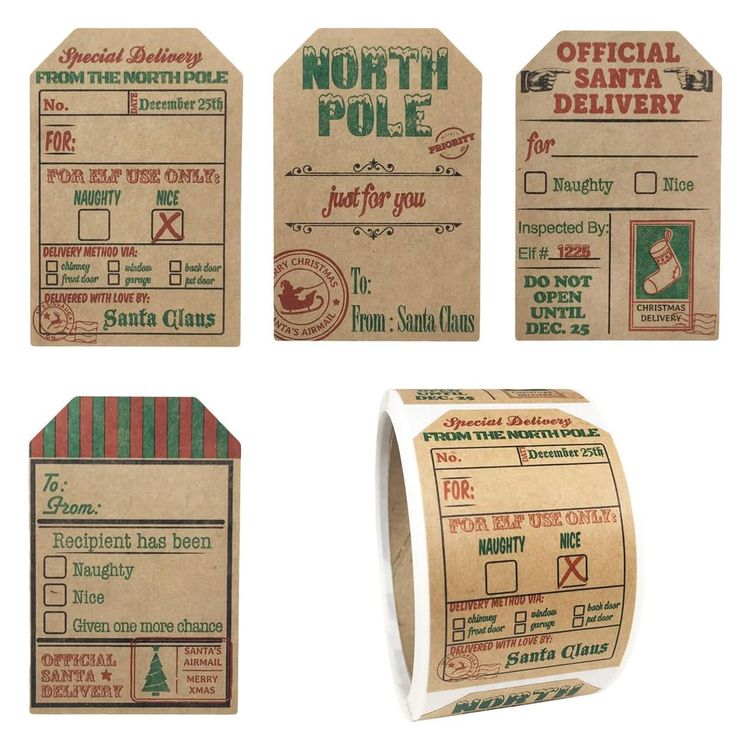 Special Delivery
FROM THE NORTH POLE
No. DATE December 25th
FOR:
FOR ELF USE ONLY:
NAUGHTY NICE
X
DELIVERY METHOD VIA:
chimney window back door
front door garage pet door
DELIVERED WITH LOVE BY:
Santa Claus
NORTH
POLE
PRIORITY
just for you
MERRY CHRISTMAS
SANTA'S AIRMAIL
To:
From : Santa Claus
OFFICIAL
SANTA
DELIVERY
for
Naughty Nice
Inspected By:
Elf # 1225
DO NOT
OPEN
UNTIL
DEC. 25
CHRISTMAS
DELIVERY
To:
From:
Recipient has been
Naughty
Nice
Given one more chance
OFFICIAL
SANTA
DELIVERY
SANTA'S
AIRMAIL
MERRY
XMAS
UNTIL
DEC. 25
DELIVERY
Special Delivery
FROM THE NORTH POLE
No. DATE December 25th
FOR:
FOR ELF USE ONLY:
NAUGHTY NICE
X
DELIVERY METHOD VIA:
chimney window back door
front door garage pet door
DELIVERED WITH LOVE BY:
Santa Claus
NORTH